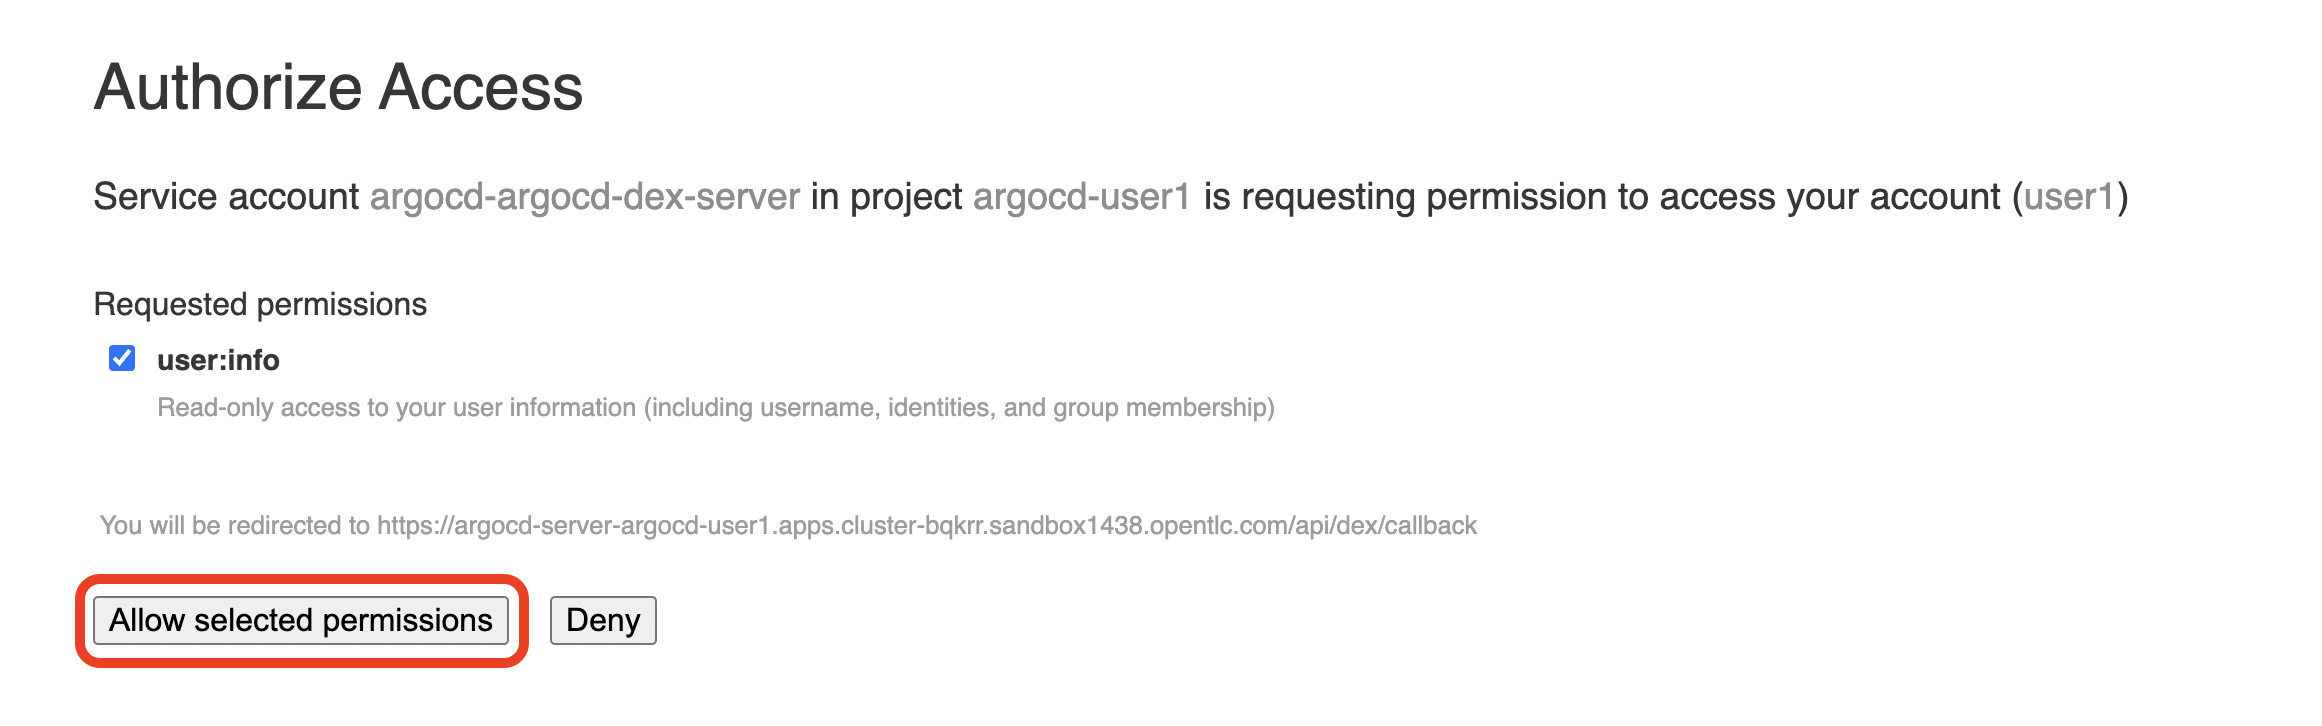 Authorize Access
Service account argocd-argocd-dex-server in project argocd-user1 is requesting permission to access your account (user1)
Requested permissions
user:info
Read-only access to your user information (including username, identities, and group membership)
You will be redirected to https://argocd-server-argocd-user1.apps.cluster-bqkrr.sandbox1438.opentlc.com/api/dex/callback
Allow selected permissions Deny